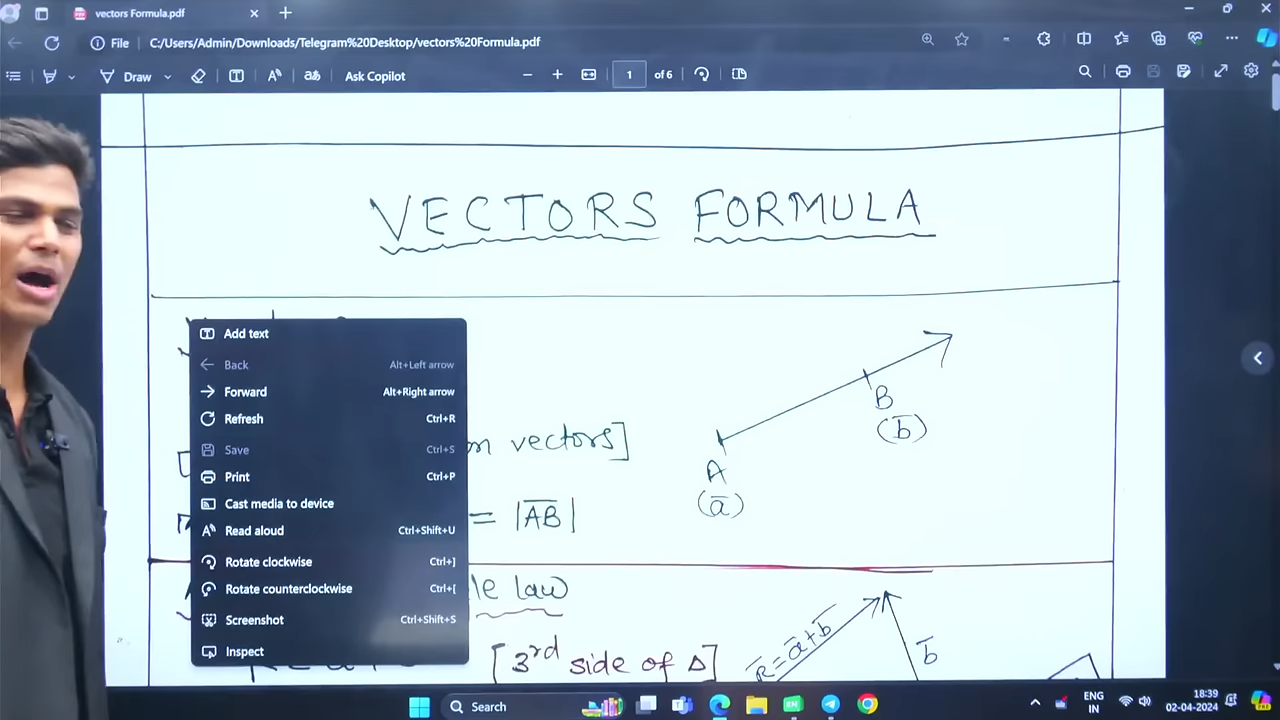 vectors Formula.pdf
File C:/Users/Admin/Downloads/Telegram%20Desktop/vectors%20Formula.pdf
Draw Ask Copilot 1 of 6
VECTORS FORMULA
Add text
Back Alt+Left arrow
Forward Alt+Right arrow
Refresh Ctrl+R
Save Ctrl+S
Print Ctrl+P
Cast media to device
Read aloud Ctrl+Shift+U
Rotate clockwise Ctrl+]
Rotate counterclockwise Ctrl+[
Screenshot Ctrl+Shift+S
Inspect
vectors]
= |A̅B̅|
B
(b̅)
A
(a̅)
law
[3rd side of Δ]
R̅=a̅+b̅
b̅
Search
ENG
IN
18:39
02-04-2024